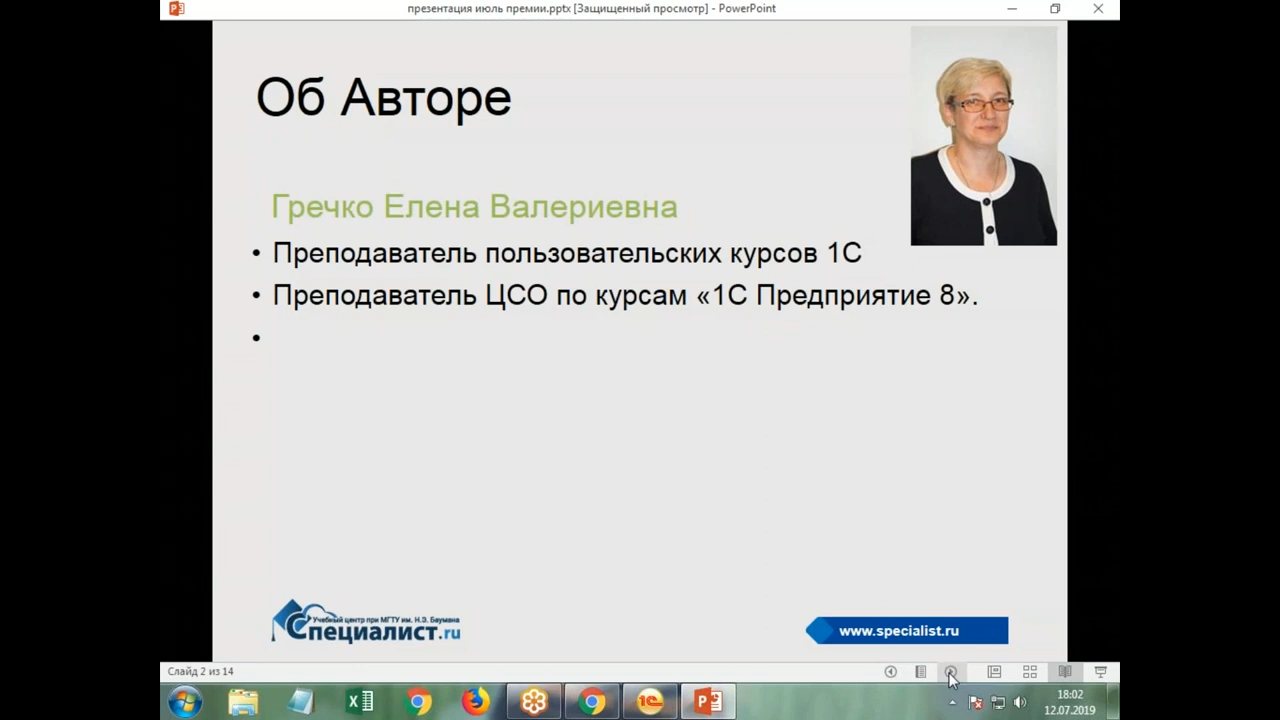 презентация июль премии.pptx [Защищенный просмотр] - PowerPoint
Об Авторе
Гречко Елена Валериевна
• Преподаватель пользовательских курсов 1С
• Преподаватель ЦСО по курсам «1С Предприятие 8».
•
Учебный центр при МГТУ им. Н.Э. Баумана
Специалист.ru
www.specialist.ru
Слайд 2 из 14
18:02
12.07.2019